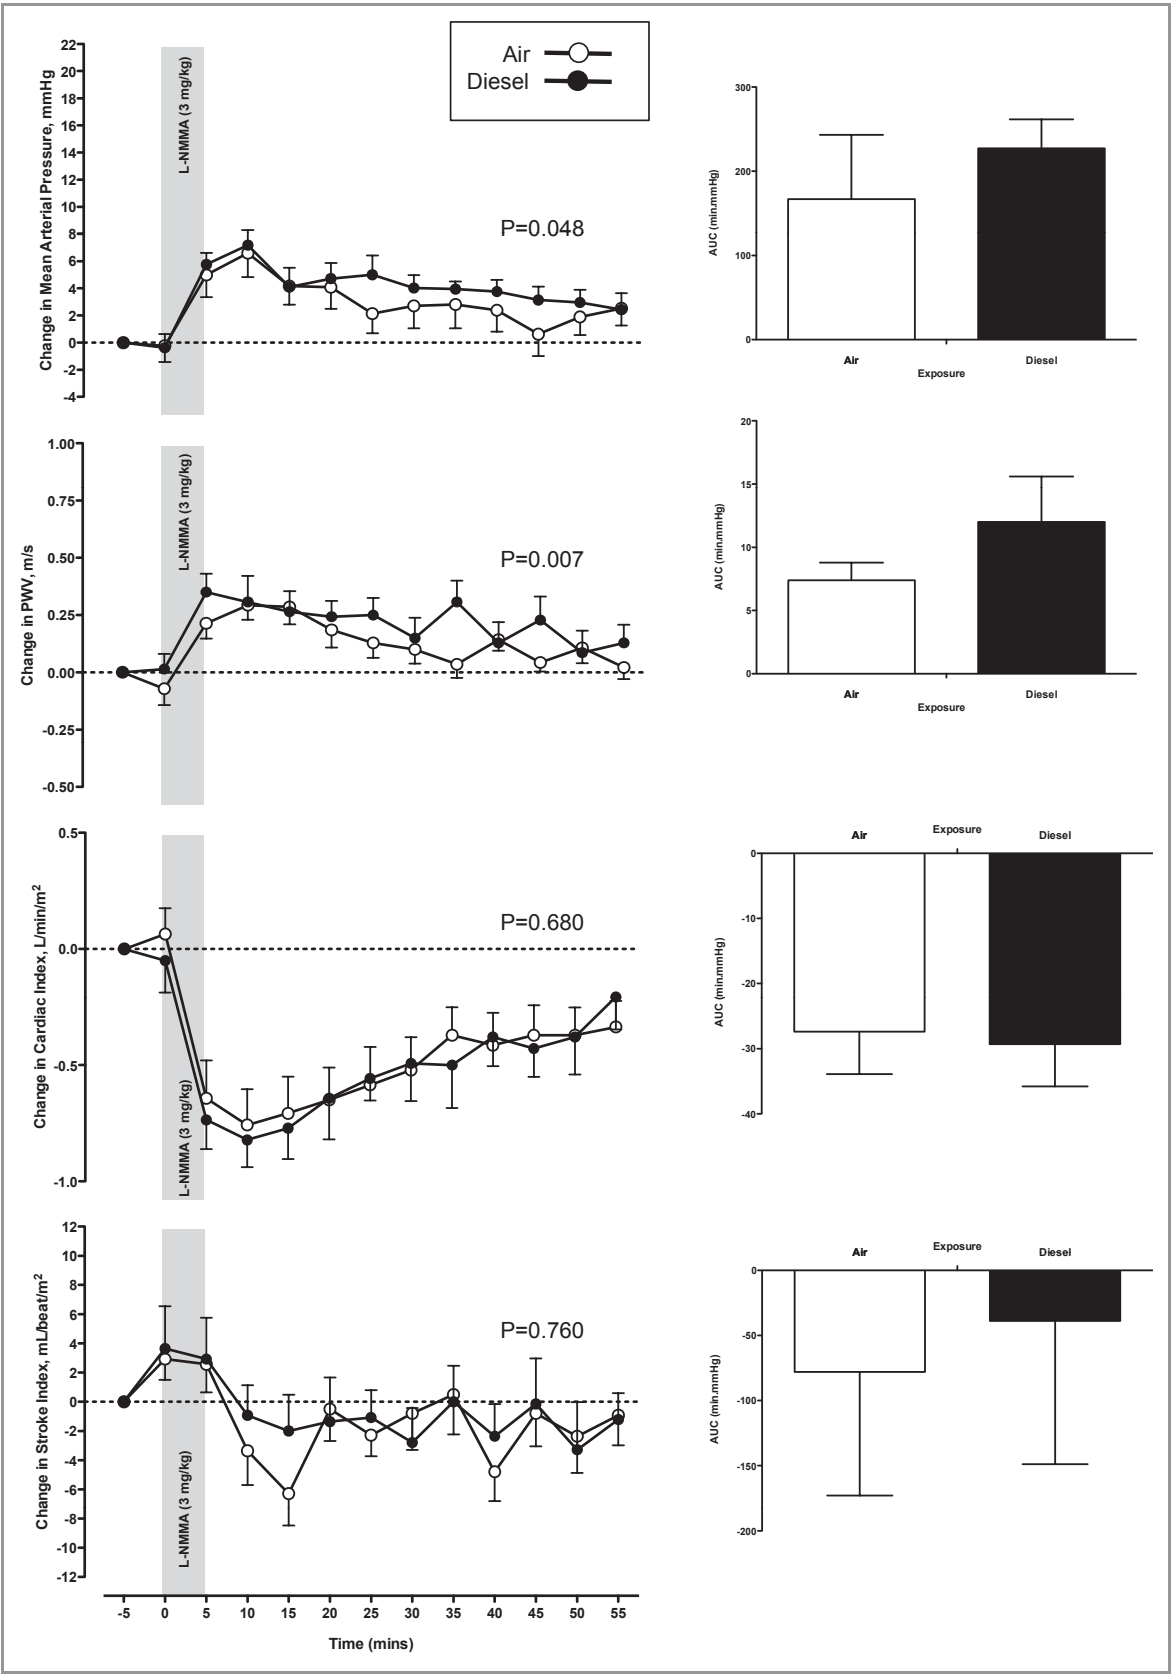 Air
Diesel
Change in Mean Arterial Pressure, mmHg
22
20
18
16
14
12
10
8
6
4
2
0
-2
-4
L-NMMA (3 mg/kg)
P=0.048
AUC (min.mmHg)
300
200
100
0
Air
Diesel
Exposure
Change in PWV, m/s
1.00
0.75
0.50
0.25
0.00
-0.25
-0.50
L-NMMA (3 mg/kg)
P=0.007
AUC (min.mmHg)
20
15
10
5
0
Air
Diesel
Exposure
Change in Cardiac Index, L/min/m²
0.5
0.0
-0.5
-1.0
L-NMMA (3 mg/kg)
P=0.680
Air
Exposure
Diesel
AUC (min.mmHg)
0
-10
-20
-30
-40
Change in Stroke Index, mL/beat/m²
12
10
8
6
4
2
0
-2
-4
-6
-8
-10
-12
L-NMMA (3 mg/kg)
P=0.760
Air
Exposure
Diesel
AUC (min.mmHg)
0
-50
-100
-150
-200
-5 0 5 10 15 20 25 30 35 40 45 50 55
Time (mins)